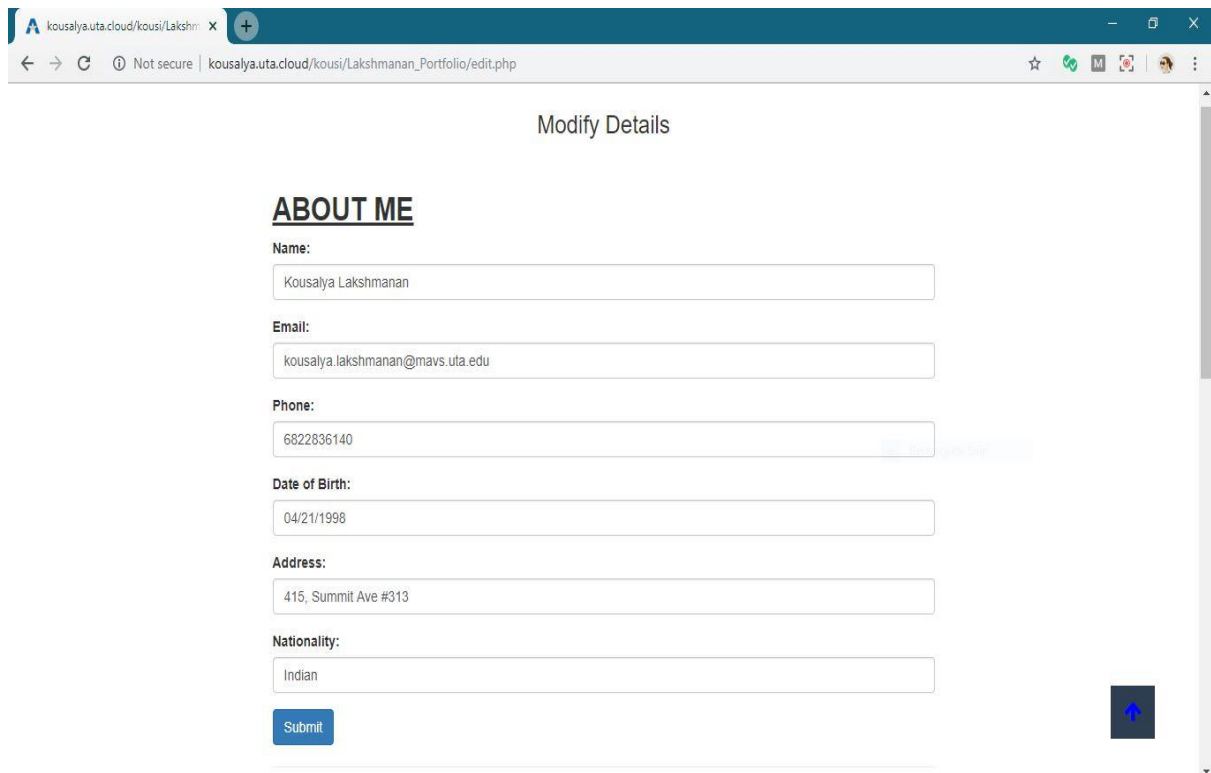 kousalya.uta.cloud/kousi/Lakshm
Not secure | kousalya.uta.cloud/kousi/Lakshmanan_Portfolio/edit.php
M
Modify Details
ABOUT ME
Name:
Kousalya Lakshmanan
Email:
kousalya.lakshmanan@mavs.uta.edu
Phone:
6822836140
Date of Birth:
04/21/1998
Address:
415, Summit Ave #313
Nationality:
Indian
Submit